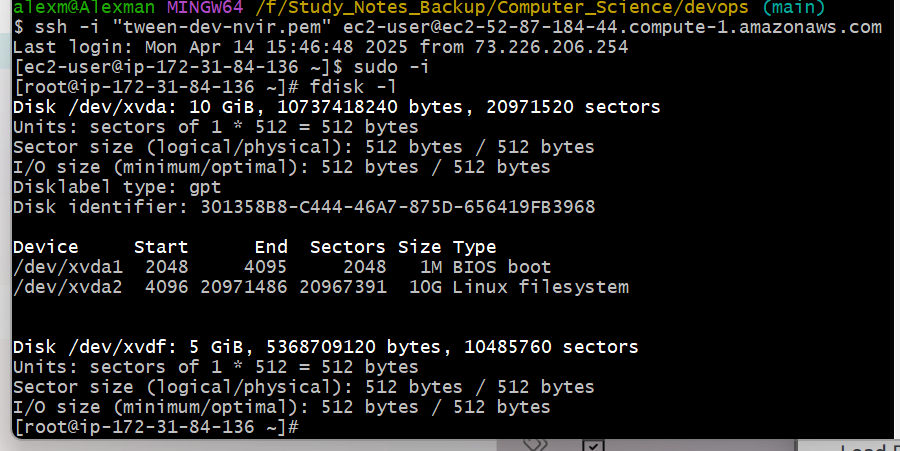 alexm@Alexman MINGW64 /f/Study_Notes_Backup/Computer_Science/devops (main)
$ ssh -i "tween-dev-nvir.pem" ec2-user@ec2-52-87-184-44.compute-1.amazonaws.com
Last login: Mon Apr 14 15:46:48 2025 from 73.226.206.254
[ec2-user@ip-172-31-84-136 ~]$ sudo -i
[root@ip-172-31-84-136 ~]# fdisk -l
Disk /dev/xvda: 10 GiB, 10737418240 bytes, 20971520 sectors
Units: sectors of 1 * 512 = 512 bytes
Sector size (logical/physical): 512 bytes / 512 bytes
I/O size (minimum/optimal): 512 bytes / 512 bytes
Disklabel type: gpt
Disk identifier: 301358B8-C444-46A7-875D-656419FB3968
Device     Start      End  Sectors Size Type
/dev/xvda1  2048     4095     2048   1M BIOS boot
/dev/xvda2  4096 20971486 20967391  10G Linux filesystem
Disk /dev/xvdf: 5 GiB, 5368709120 bytes, 10485760 sectors
Units: sectors of 1 * 512 = 512 bytes
Sector size (logical/physical): 512 bytes / 512 bytes
I/O size (minimum/optimal): 512 bytes / 512 bytes
[root@ip-172-31-84-136 ~]#